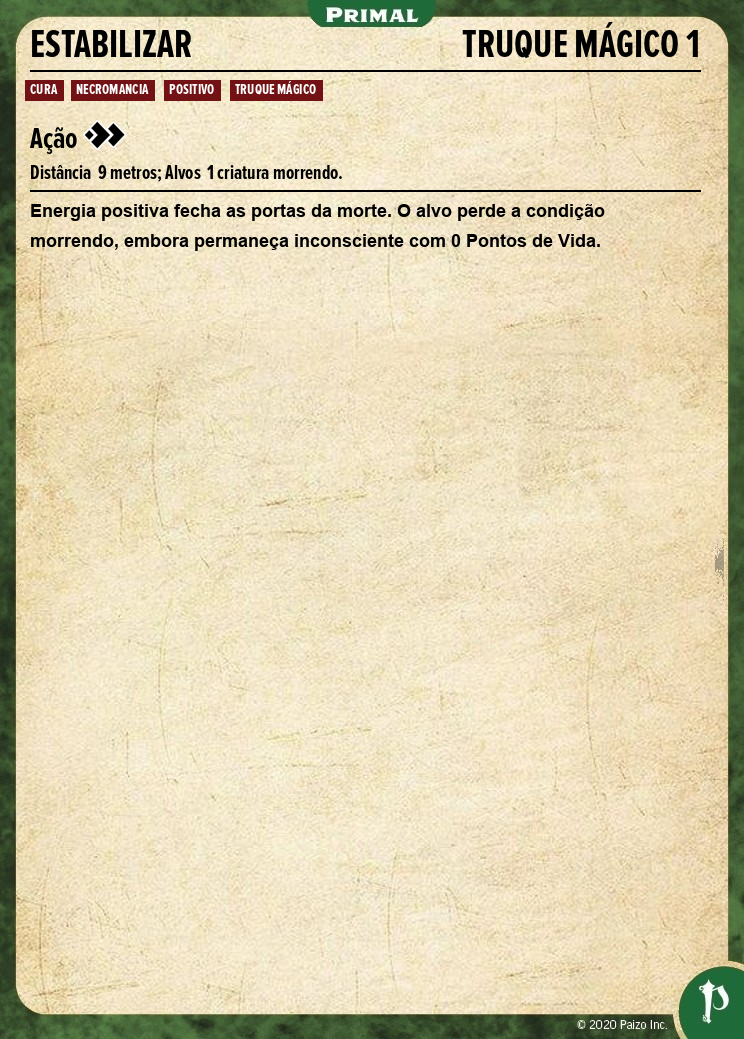 PRIMAL
ESTABILIZAR TRUQUE MÁGICO 1
CURA NECROMANCIA POSITIVO TRUQUE MÁGICO
Ação
Distância 9 metros; Alvos 1 criatura morrendo.
Energia positiva fecha as portas da morte. O alvo perde a condição
morrendo, embora permaneça inconsciente com 0 Pontos de Vida.
© 2020 Paizo Inc.